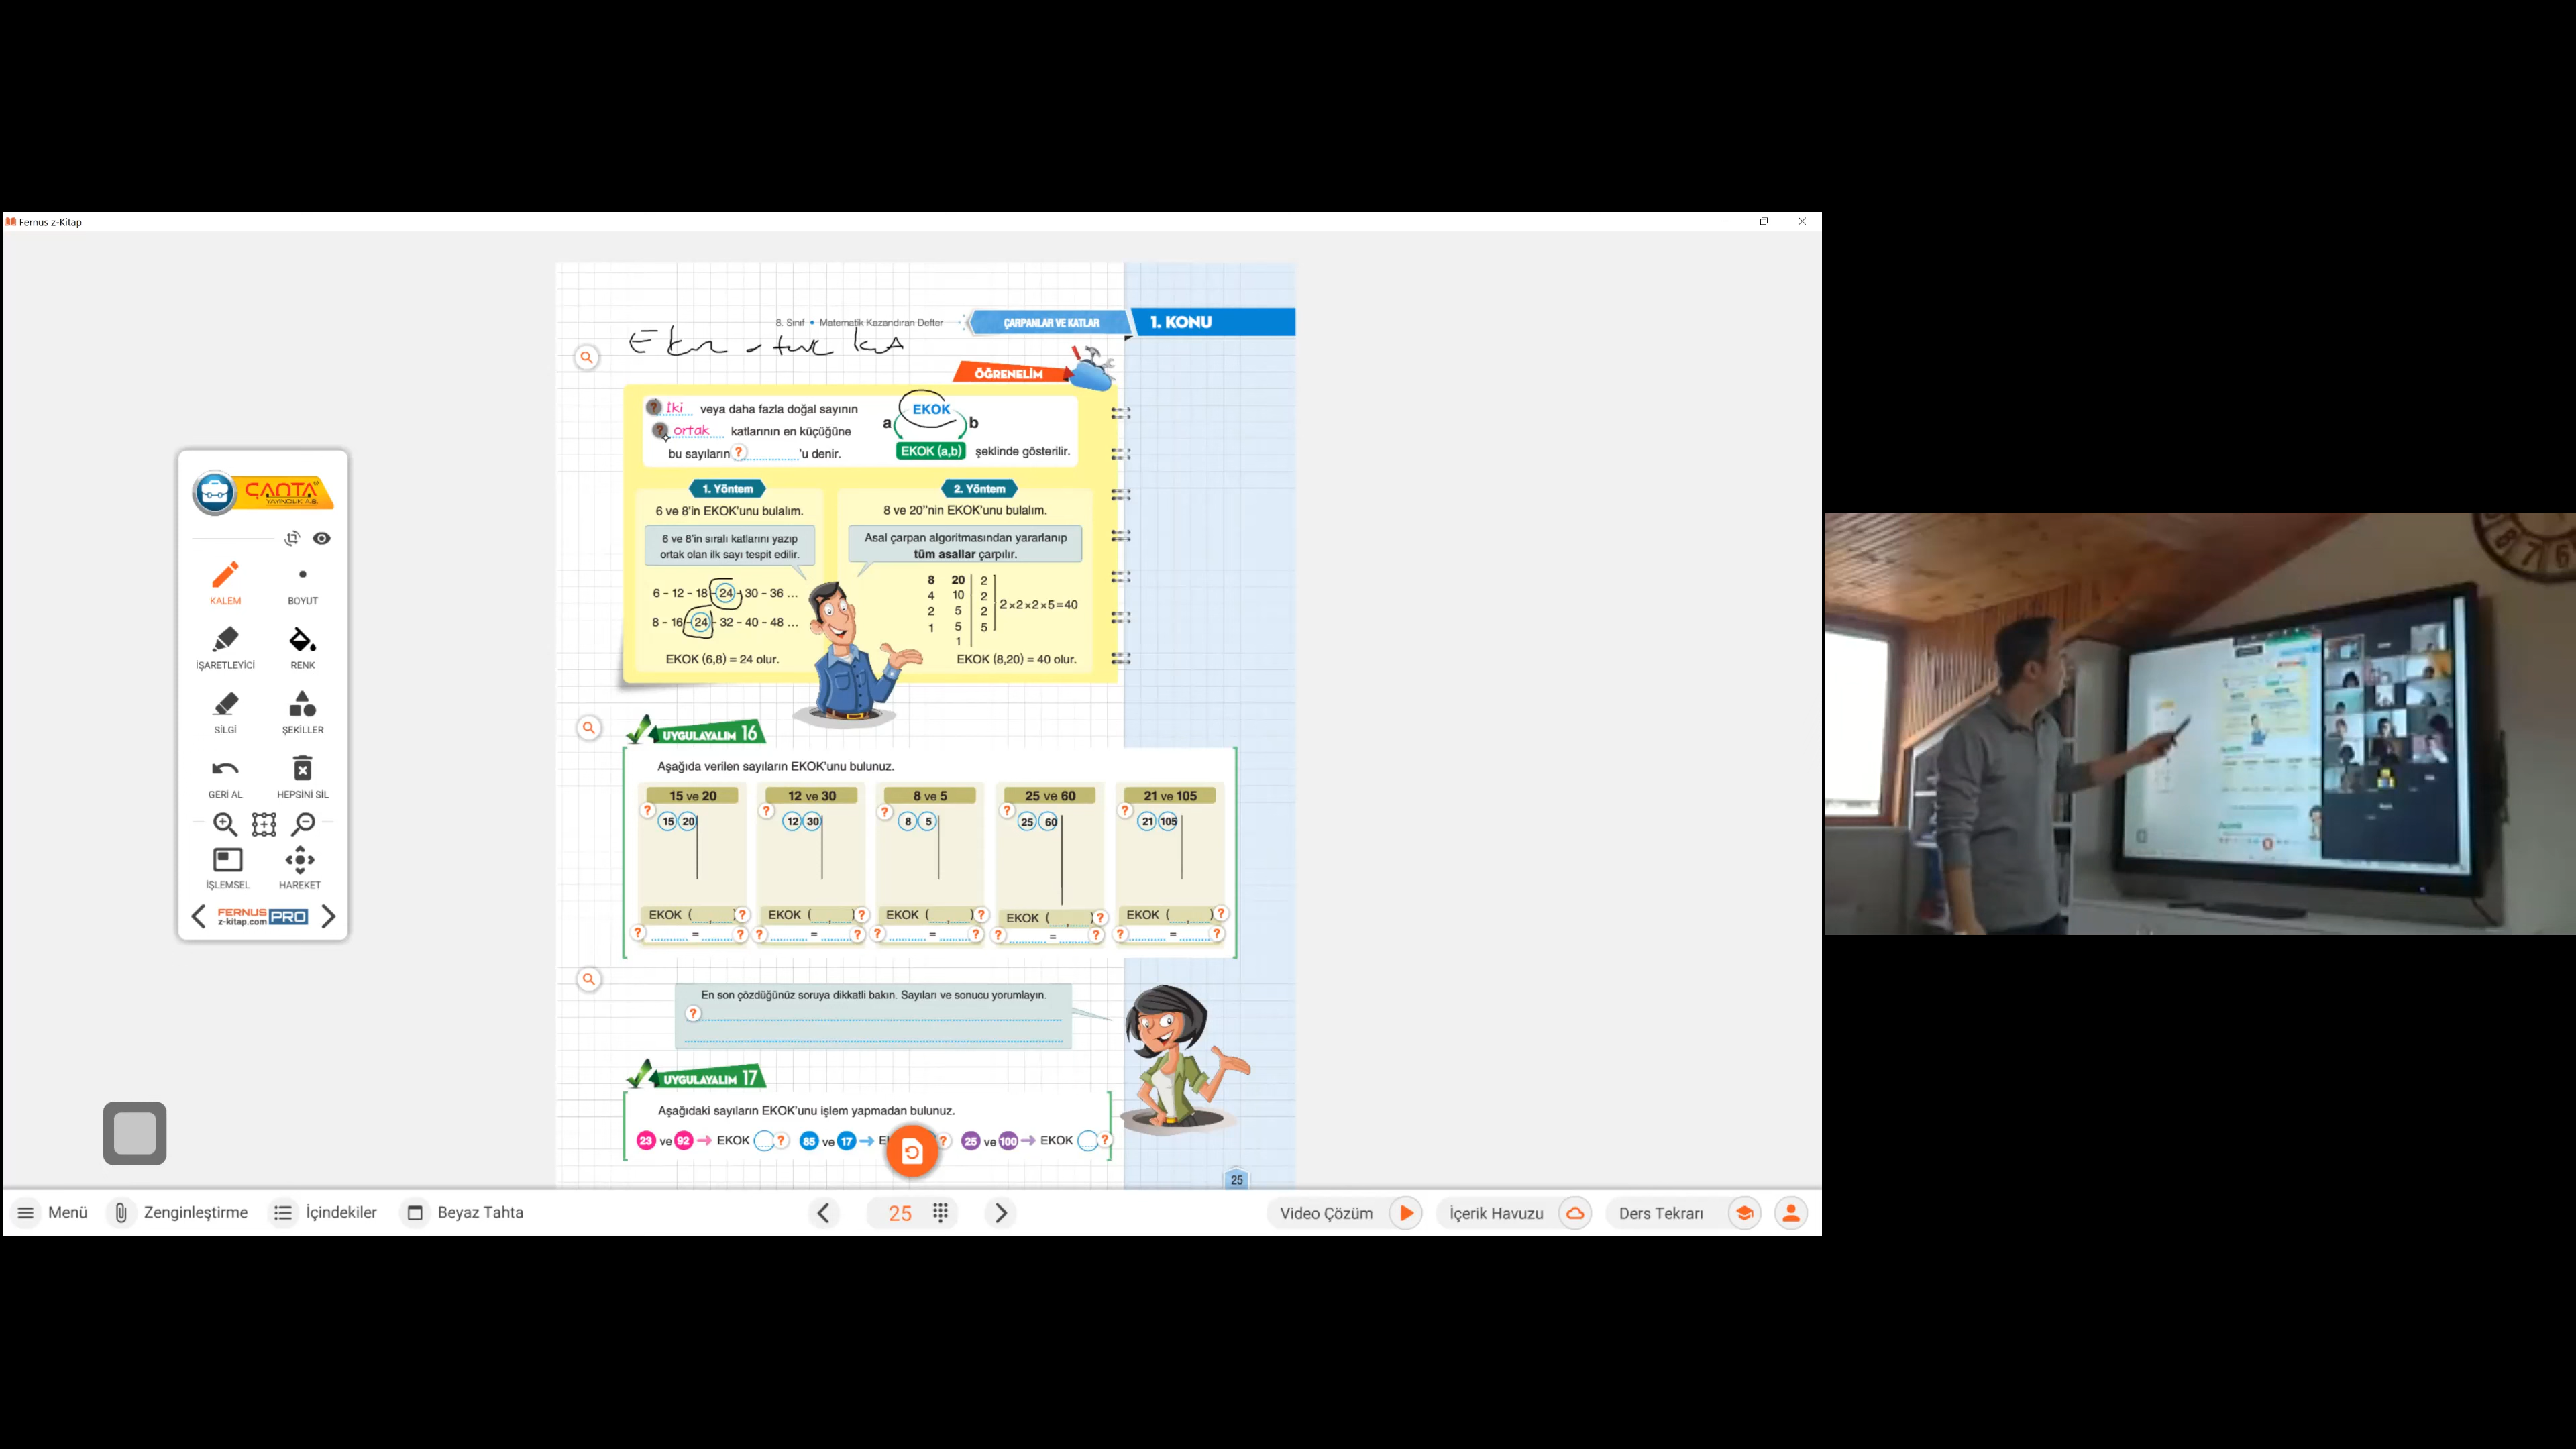 Fernus z-Kitap
8. Sınıf • Matematik Kazandıran Defter
ÇARPANLAR VE KATLAR
1. KONU
ÖĞRENELİM
İki veya daha fazla doğal sayının
ortak katlarının en küçüğüne
bu sayıların ? 'u denir.
EKOK
a b
EKOK (a,b) şeklinde gösterilir.
1. Yöntem
6 ve 8'in EKOK'unu bulalım.
6 ve 8'in sıralı katlarını yazıp
ortak olan ilk sayı tespit edilir.
6 - 12 - 18 - 24 - 30 - 36 ...
8 - 16 - 24 - 32 - 40 - 48 ...
EKOK (6,8) = 24 olur.
2. Yöntem
8 ve 20''nin EKOK'unu bulalım.
Asal çarpan algoritmasından yararlanıp
tüm asallar çarpılır.
8 20 2
4 10 2
2 5 2
1 5 5
1
2×2×2×5=40
EKOK (8,20) = 40 olur.
UYGULAYALIM 16
Aşağıda verilen sayıların EKOK'unu bulunuz.
15 ve 20
12 ve 30
8 ve 5
25 ve 60
21 ve 105
? 15 20
? 12 30
? 8 5
? 25 60
? 21 105
EKOK ( , ) ?
EKOK ( , ) ?
EKOK ( , ) ?
EKOK ( , ) ?
EKOK ( , ) ?
? = ?
? = ?
? = ?
? = ?
? = ?
En son çözdüğünüz soruya dikkatli bakın. Sayıları ve sonucu yorumlayın.
?
UYGULAYALIM 17
Aşağıdaki sayıların EKOK'unu işlem yapmadan bulunuz.
23 ve 92 EKOK ? 85 ve 17 ? 25 ve 100 EKOK ?
25
ÇANTA
YAYINCILIK A.Ş.
KALEM BOYUT
İŞARETLEYİCİ RENK
SİLGİ ŞEKİLLER
GERİ AL HEPSİNİ SİL
İŞLEMSEL HAREKET
FERNUS PRO
z-kitap.com
Menü Zenginleştirme İçindekiler Beyaz Tahta 25 Video Çözüm İçerik Havuzu Ders Tekrarı
8 7 6